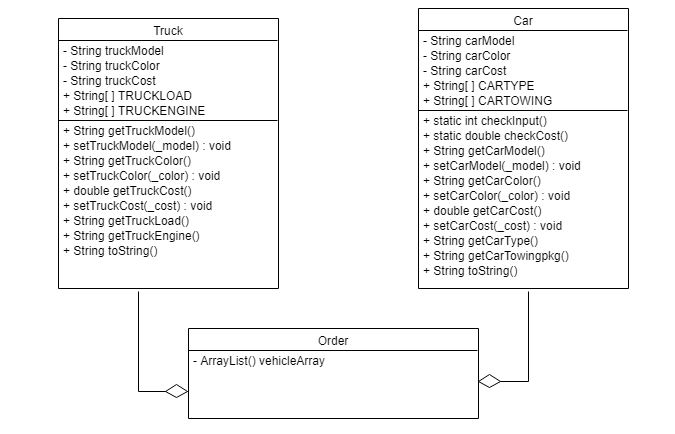 Truck
- String truckModel
- String truckColor
- String truckCost
+ String[ ] TRUCKLOAD
+ String[ ] TRUCKENGINE
+ String getTruckModel()
+ setTruckModel(_model) : void
+ String getTruckColor()
+ setTruckColor(_color) : void
+ double getTruckCost()
+ setTruckCost(_cost) : void
+ String getTruckLoad()
+ String getTruckEngine()
+ String toString()
Car
- String carModel
- String carColor
- String carCost
+ String[ ] CARTYPE
+ String[ ] CARTOWING
+ static int checkInput()
+ static double checkCost()
+ String getCarModel()
+ setCarModel(_model) : void
+ String getCarColor()
+ setCarColor(_color) : void
+ double getCarCost()
+ setCarCost(_cost) : void
+ String getCarType()
+ String getCarTowingpkg()
+ String toString()
Order
- ArrayList() vehicleArray